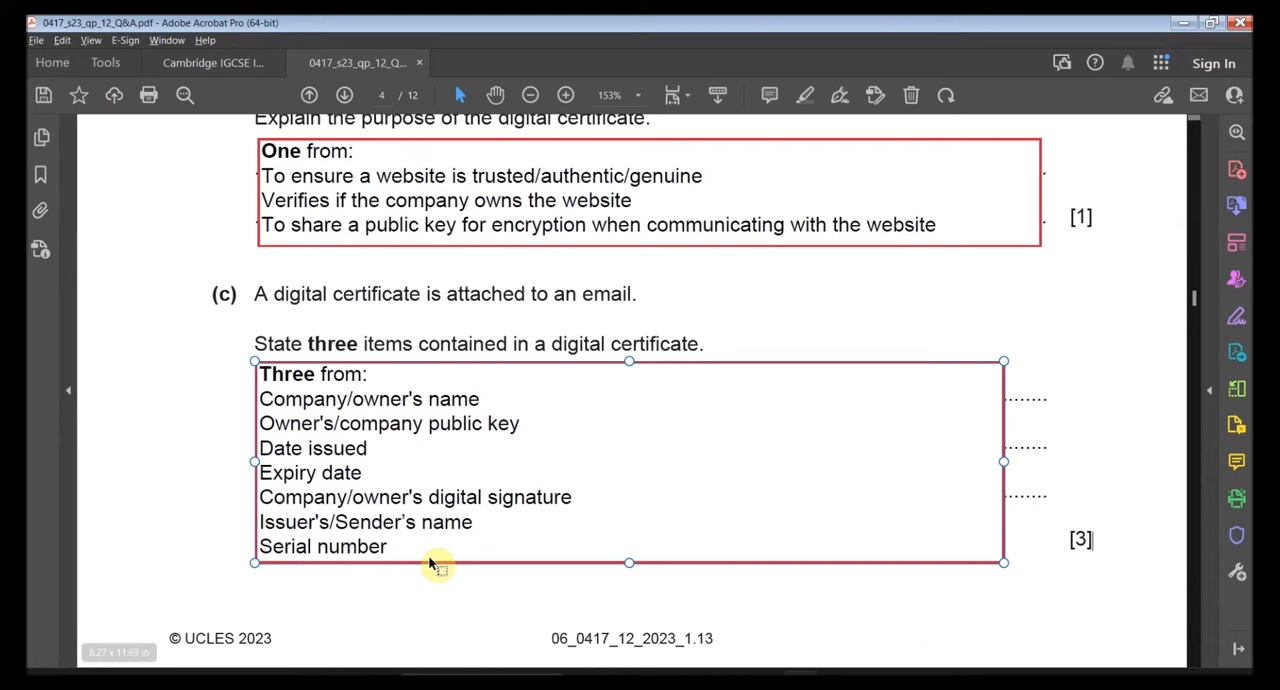 0417_s23_qp_12_Q&A.pdf - Adobe Acrobat Pro (64-bit)
File Edit View E-Sign Window Help
Home Tools Cambridge IGCSE I... 0417_s23_qp_12_Q... × Sign In
4 / 12 153%
Explain the purpose of the digital certificate.
One from:
To ensure a website is trusted/authentic/genuine
Verifies if the company owns the website
To share a public key for encryption when communicating with the website
[1]
(c) A digital certificate is attached to an email.
State three items contained in a digital certificate.
Three from:
Company/owner's name
Owner's/company public key
Date issued
Expiry date
Company/owner's digital signature
Issuer's/Sender’s name
Serial number
[3]
© UCLES 2023 06_0417_12_2023_1.13
8.27 x 11.69 in